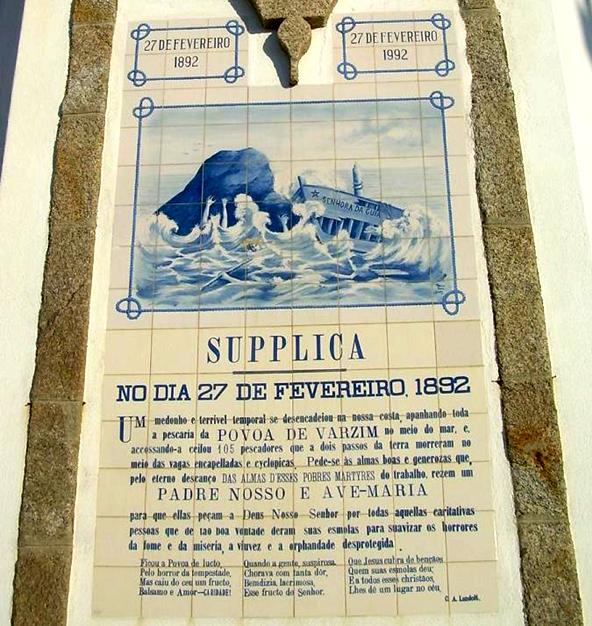 27 DE FEVEREIRO
1892
27 DE FEVEREIRO
1992
SENHORA DA GUIA
SUPPLICA
NO DIA 27 DE FEVEREIRO, 1892
UM medonho e terrivel temporal se desencadeiou na nossa costa, apanhando toda
a pescaria da POVOA DE VARZIM no meio do mar, e,
accossando-a ceifou 105 pescadores que a dois passos da terra morreram no
meio das vagas encapelladas e cyclopicas. Pede-se às almas boas e generozas que,
pelo eterno descanço DAS ALMAS D'ESSES POBRES MARTYRES do trabalho, rezem um
PADRE NOSSO E AVE-MARIA
para que ellas peçam a Deus Nosso Senhor por todas aquellas caritativas
pessoas que de tao boa vontade deram suas esmolas para suavizar os horrores
da fome e da miseria, a viuvez e a orphandade desprotegida.
Ficou a Povoa de lucto,
Pelo horror da tempestade,
Mas caiu do ceu um fructo,
Balsamo e Amor—CARIDADE!
Quando a gente, suspirosa,
Chorava com tanta dôr,
Bemdizia, lacrimosa,
Esse fructo do Senhor.
Que Jesus cubra de bençãos
Quem suas esmolas deu;
E a todos esses christãos,
Lhes dê um lugar no céu.
C. A. Landolt.